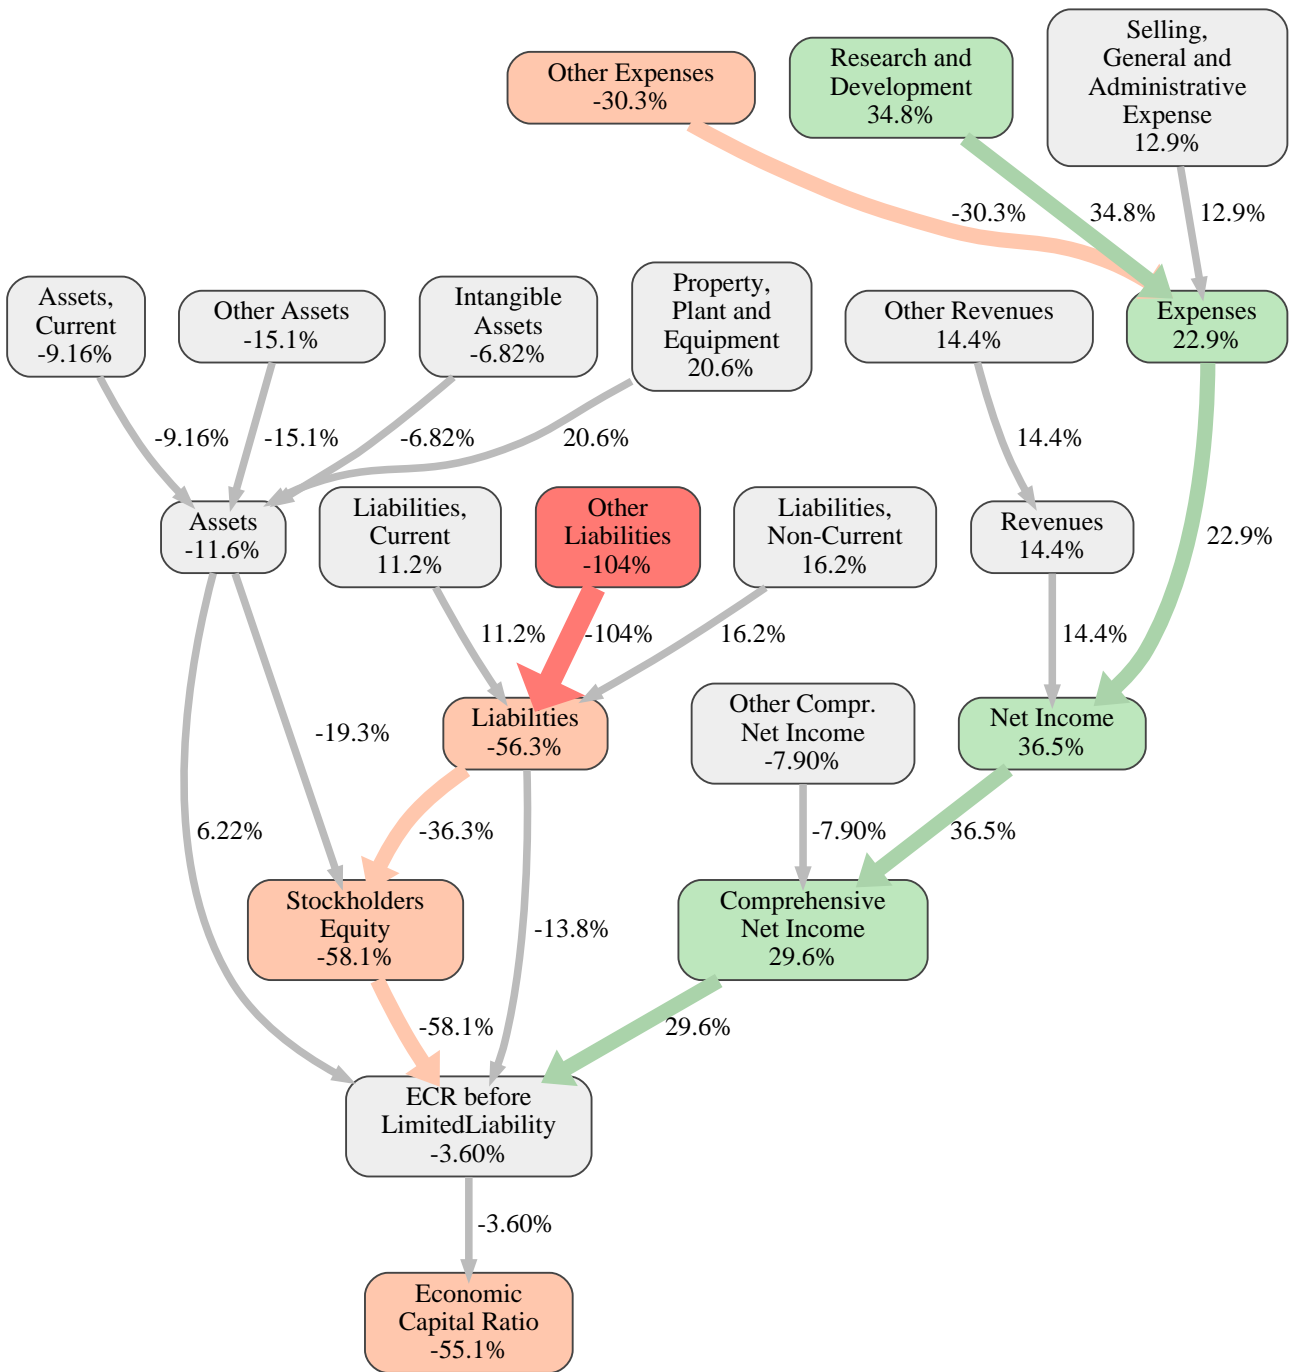 Selling,
General and
Administrative
Expense
12.9%
Other Expenses
-30.3%
Research and
Development
34.8%
-30.3%
34.8%
12.9%
Assets,
Current
-9.16%
Other Assets
-15.1%
Intangible
Assets
-6.82%
Property,
Plant and
Equipment
20.6%
Other Revenues
14.4%
Expenses
22.9%
-9.16%
-15.1%
-6.82%
20.6%
14.4%
Assets
-11.6%
Liabilities,
Current
11.2%
Other
Liabilities
-104%
Liabilities,
Non-Current
16.2%
Revenues
14.4%
22.9%
11.2%
-104%
16.2%
14.4%
-19.3%
Liabilities
-56.3%
Other Compr.
Net Income
-7.90%
Net Income
36.5%
6.22%
-36.3%
-7.90%
36.5%
Stockholders
Equity
-58.1%
-13.8%
Comprehensive
Net Income
29.6%
-58.1%
29.6%
ECR before
LimitedLiability
-3.60%
-3.60%
Economic
Capital Ratio
-55.1%